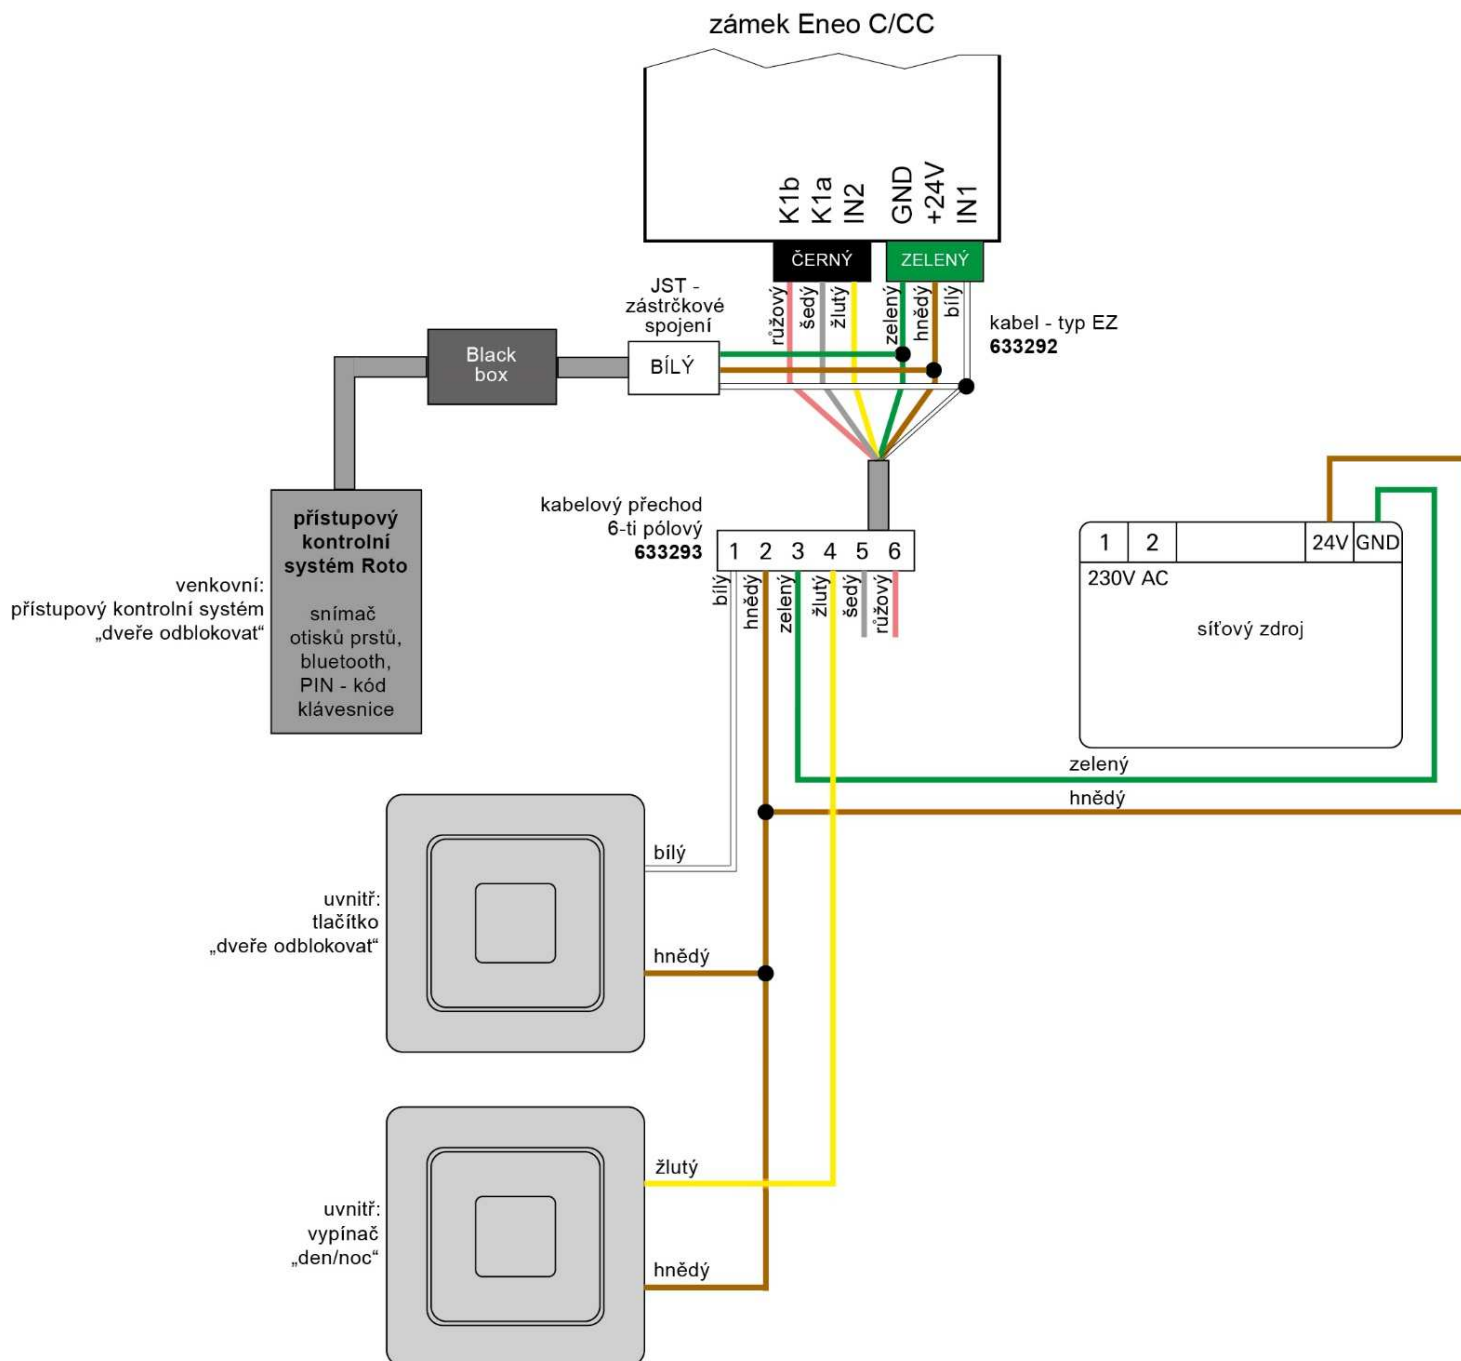 zámek Eneo C/CC
K1b
K1a
IN2
GND
+24V
IN1
ČERNÝ
ZELENÝ
JST -
zástrčkové
spojení
růžový
šedý
žlutý
zelený
hnědý
bílý
kabel - typ EZ
633292
Black
box
BÍLÝ
přístupový
kontrolní
systém Roto
snímač
otisků prstů,
bluetooth,
PIN - kód
klávesnice
venkovní:
přístupový kontrolní systém
„dveře odblokovat“
kabelový přechod
6-ti pólový
633293
1 2 3 4 5 6
bílý
hnědý
zelený
žlutý
šedý
růžový
1 2 24V GND
230V AC
síťový zdroj
zelený
hnědý
bílý
uvnitř:
tlačítko
„dveře odblokovat“
hnědý
žlutý
uvnitř:
vypínač
„den/noc“
hnědý